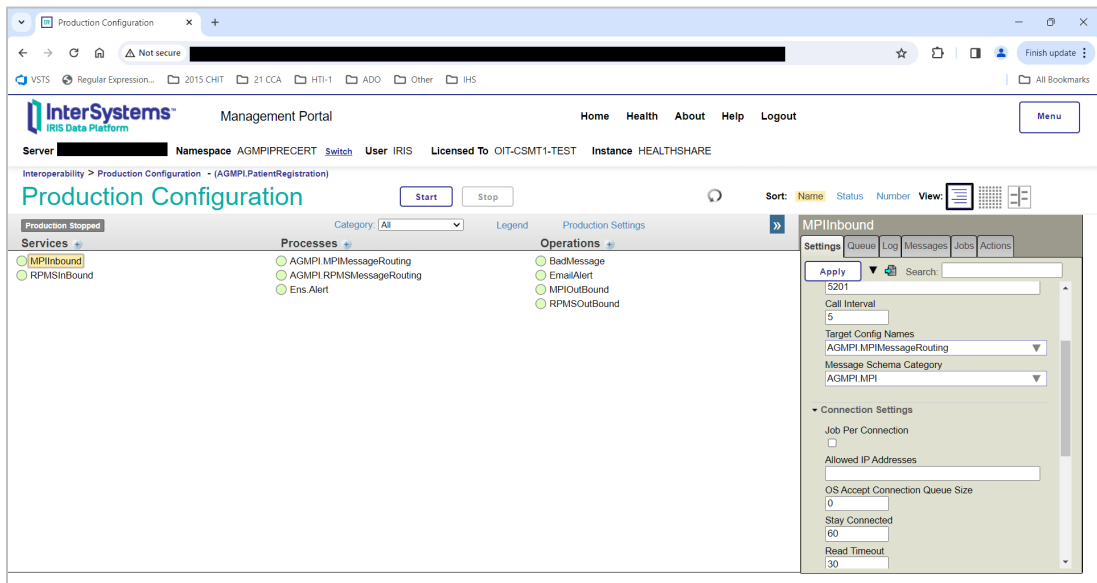 Production Configuration
Not secure
Finish update
VSTS Regular Expression... 2015 CHIT 21 CCA HTI-1 ADO Other IHS All Bookmarks
InterSystems™
IRIS Data Platform
Management Portal
Home Health About Help Logout
Menu
Server Namespace AGMPIPRECERT Switch User IRIS Licensed To OIT-CSMT1-TEST Instance HEALTHSHARE
Interoperability > Production Configuration - (AGMPI.PatientRegistration)
Production Configuration
Start Stop
Sort: Name Status Number View:
Production Stopped
Category: All
Legend Production Settings
Services Processes Operations
MPIInbound AGMPI.MPIMessageRouting BadMessage
RPMSInBound AGMPI.RPMSMessageRouting EmailAlert
Ens.Alert MPIOutBound
RPMSOutBound
MPIInbound
Settings Queue Log Messages Jobs Actions
Apply Search:
5201
Call Interval
5
Target Config Names
AGMPI.MPIMessageRouting
Message Schema Category
AGMPI.MPI
Connection Settings
Job Per Connection
Allowed IP Addresses
OS Accept Connection Queue Size
0
Stay Connected
60
Read Timeout
30